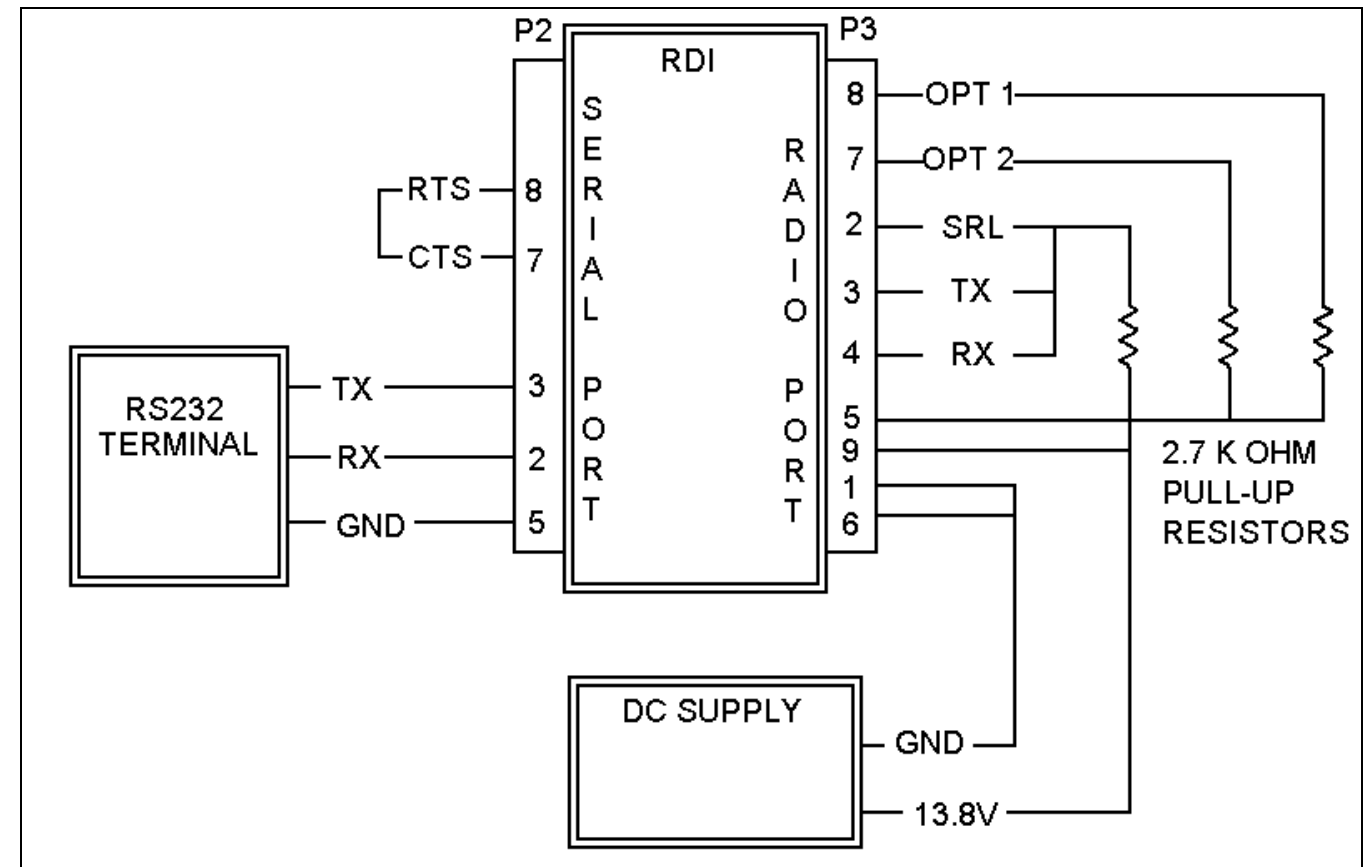 P2
P3
RDI
SERIAL PORT
RADIO PORT
8
OPT 1
7
OPT 2
RTS
8
2
SRL
CTS
7
3
TX
4
RX
RS232
TERMINAL
TX
3
RX
2
GND
5
5
9
1
6
2.7 K OHM
PULL-UP
RESISTORS
DC SUPPLY
GND
13.8V